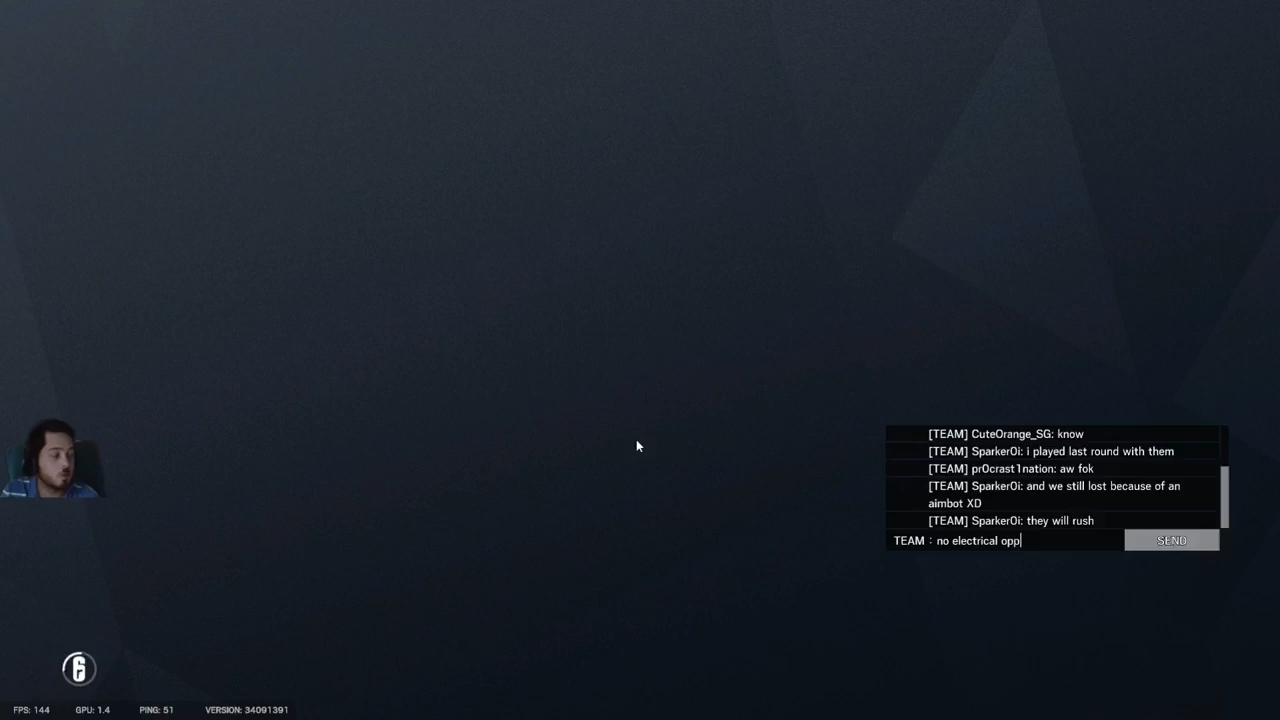 [TEAM] CuteOrange_SG: know
[TEAM] SparkerOi: i played last round with them
[TEAM] pr0crast1nation: aw fok
[TEAM] SparkerOi: and we still lost because of an
aimbot XD
[TEAM] SparkerOi: they will rush
TEAM : no electrical opp
SEND
6
FPS: 144 GPU: 1.4 PING: 51 VERSION: 34091391